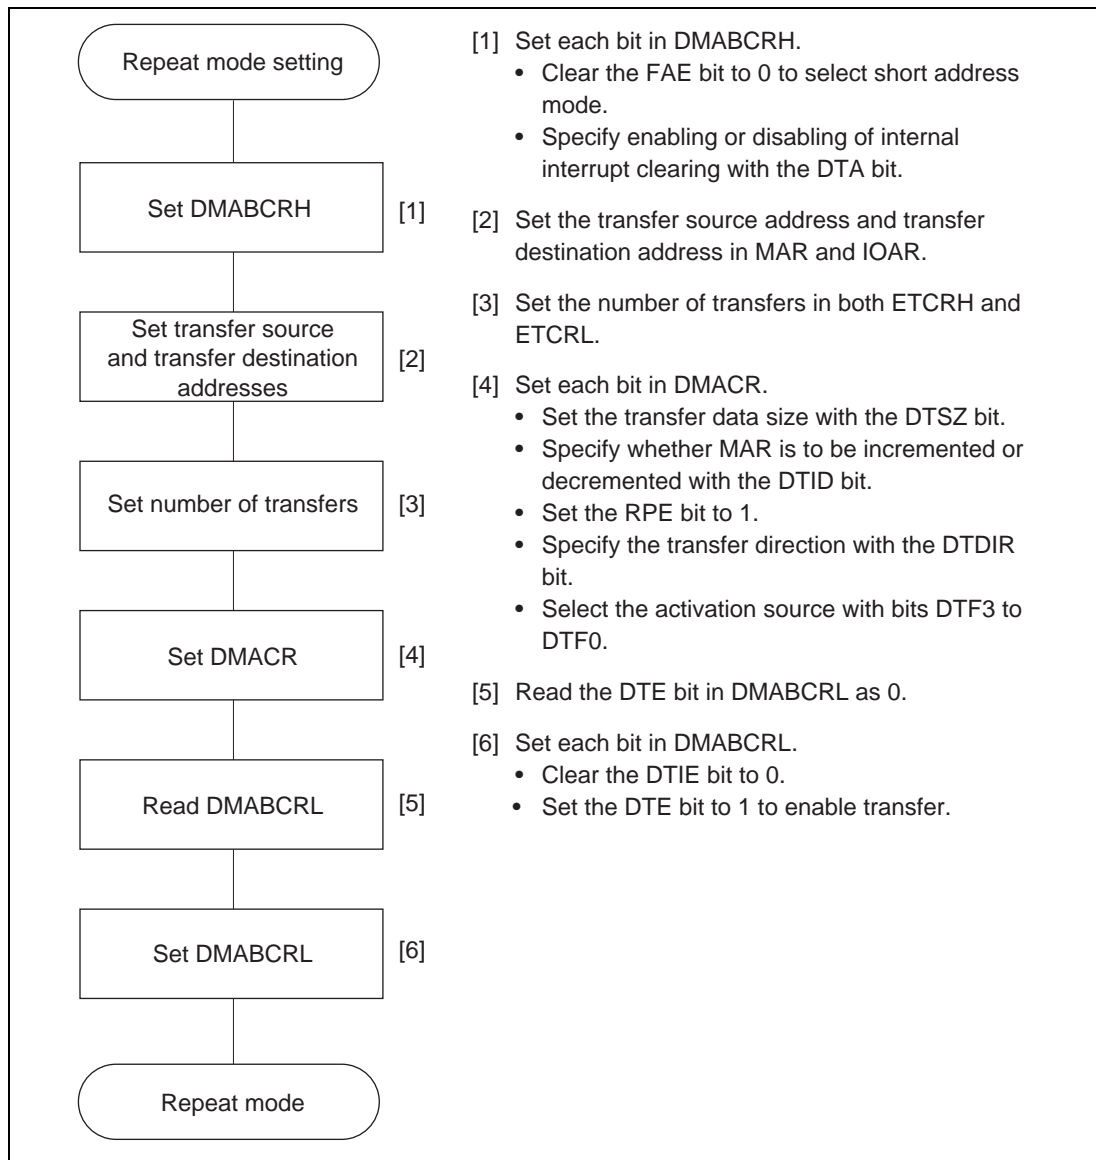 Repeat mode setting
Set DMABCRH
[1]
Set transfer source
and transfer destination
addresses
[2]
Set number of transfers
[3]
Set DMACR
[4]
Read DMABCRL
[5]
Set DMABCRL
[6]
Repeat mode
[1] Set each bit in DMABCRH.
• Clear the FAE bit to 0 to select short address
mode.
• Specify enabling or disabling of internal
interrupt clearing with the DTA bit.
[2] Set the transfer source address and transfer
destination address in MAR and IOAR.
[3] Set the number of transfers in both ETCRH and
ETCRL.
[4] Set each bit in DMACR.
• Set the transfer data size with the DTSZ bit.
• Specify whether MAR is to be incremented or
decremented with the DTID bit.
• Set the RPE bit to 1.
• Specify the transfer direction with the DTDIR
bit.
• Select the activation source with bits DTF3 to
DTF0.
[5] Read the DTE bit in DMABCRL as 0.
[6] Set each bit in DMABCRL.
• Clear the DTIE bit to 0.
• Set the DTE bit to 1 to enable transfer.